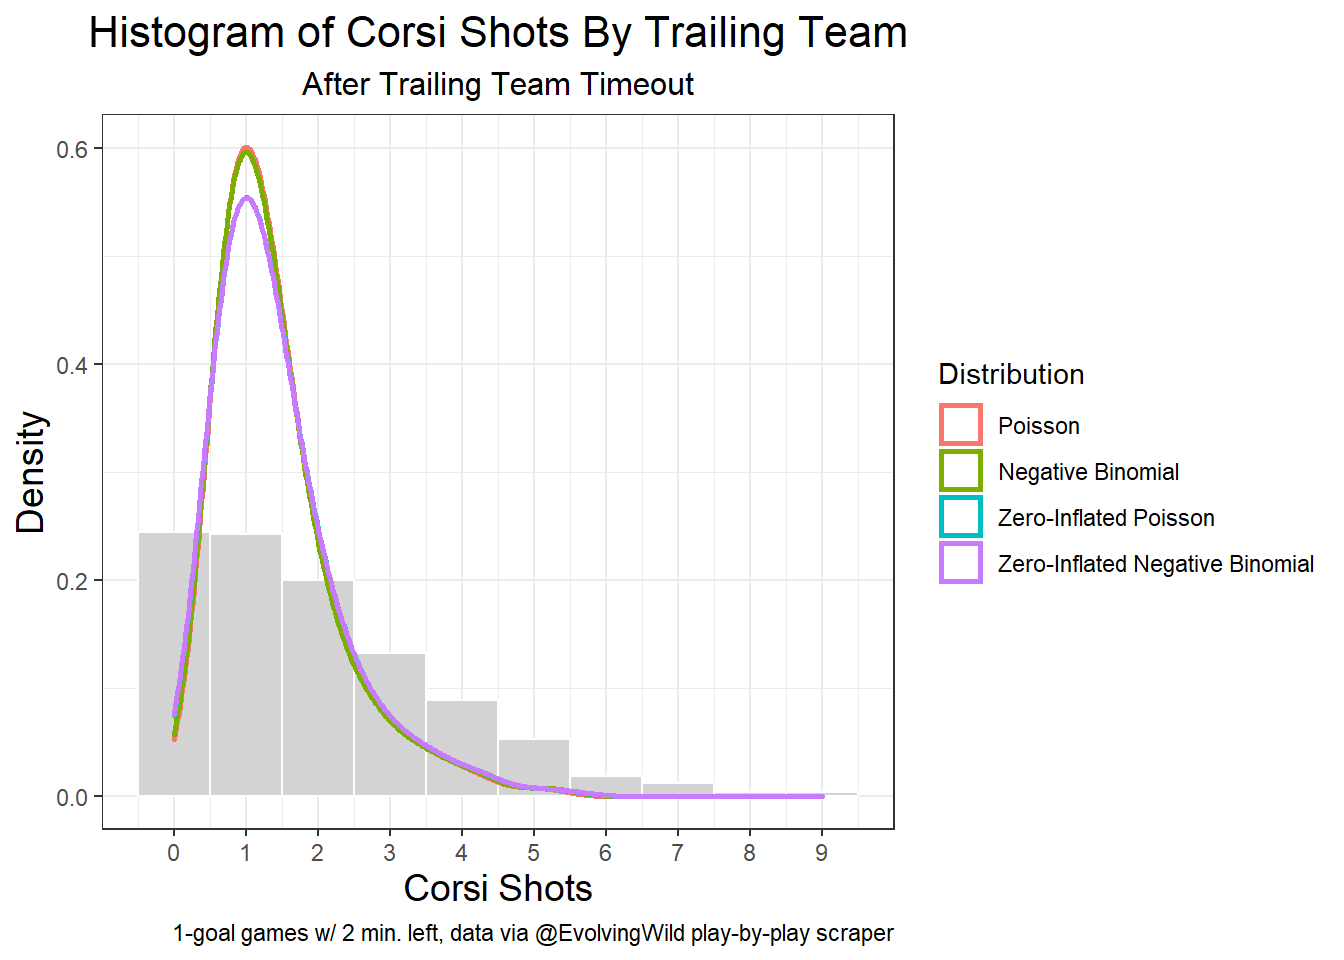 Histogram of Corsi Shots By Trailing Team
After Trailing Team Timeout
Density
0.6
0.4
0.2
0.0
0 1 2 3 4 5 6 7 8 9
Corsi Shots
1-goal games w/ 2 min. left, data via @EvolvingWild play-by-play scraper
Distribution
Poisson
Negative Binomial
Zero-Inflated Poisson
Zero-Inflated Negative Binomial